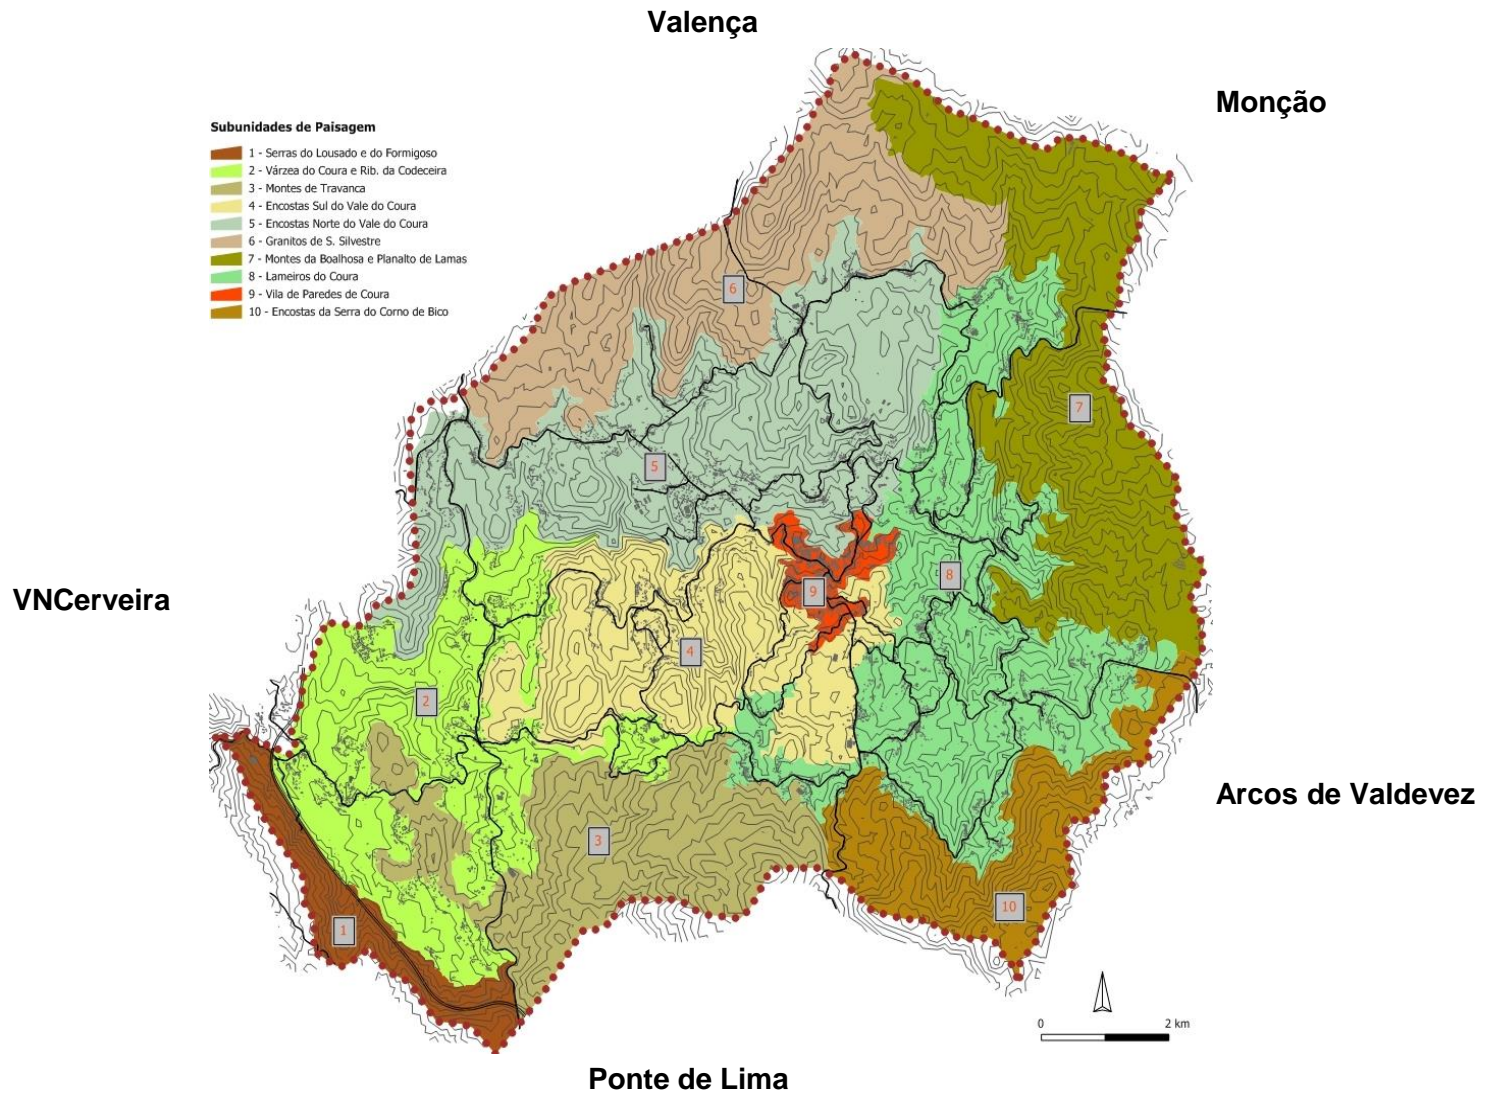 Valença
Monção
Subunidades de Paisagem
1 - Serras do Lousado e do Formigoso
2 - Várzea do Coura e Rib. da Codeceira
3 - Montes de Travanca
4 - Encostas Sul do Vale do Coura
5 - Encostas Norte do Vale do Coura
6 - Granitos de S. Silvestre
7 - Montes da Boalhosa e Planalto de Lamas
8 - Lameiros do Coura
9 - Vila de Paredes de Coura
10 - Encostas da Serra do Corno de Bico
6
7
5
8
9
VNCerveira
4
2
Arcos de Valdevez
3
10
1
0 2 km
Ponte de Lima